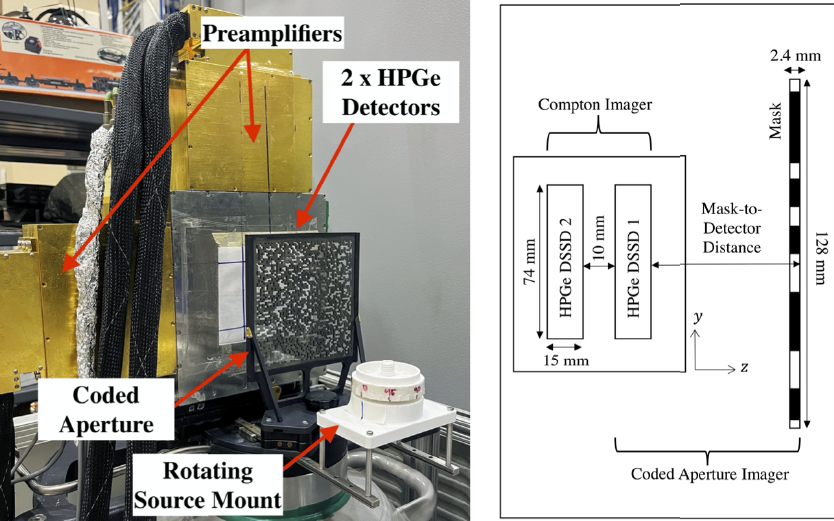 Preamplifiers
2 x HPGe
Detectors
Coded
Aperture
Rotating
Source Mount
2.4 mm
Compton Imager
Mask
HPGe DSSD 2
HPGe DSSD 1
10 mm
74 mm
15 mm
Mask-to-
Detector
Distance
128 mm
y
z
Coded Aperture Imager